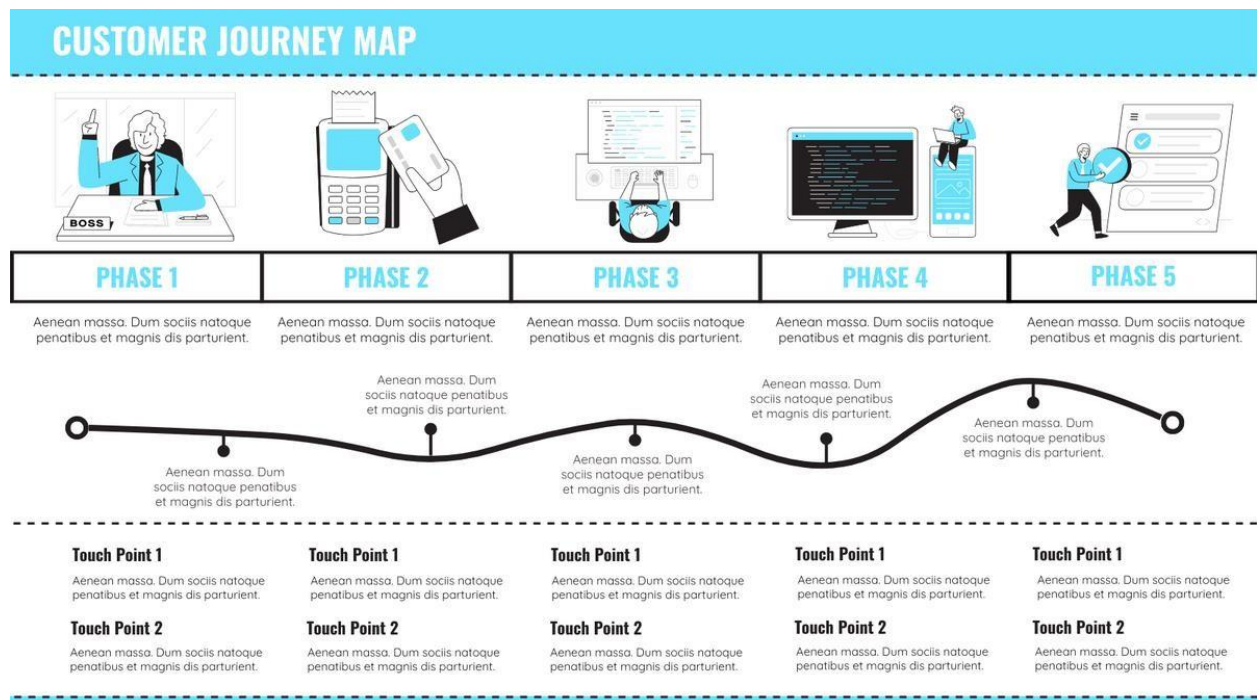 CUSTOMER JOURNEY MAP
BOSS
PHASE 1
PHASE 2
PHASE 3
PHASE 4
PHASE 5
Aenean massa. Dum sociis natoque
penatibus et magnis dis parturient.
Aenean massa. Dum sociis natoque
penatibus et magnis dis parturient.
Aenean massa. Dum sociis natoque
penatibus et magnis dis parturient.
Aenean massa. Dum sociis natoque
penatibus et magnis dis parturient.
Aenean massa. Dum sociis natoque
penatibus et magnis dis parturient.
Aenean massa. Dum
sociis natoque penatibus
et magnis dis parturient.
Aenean massa. Dum
sociis natoque penatibus
et magnis dis parturient.
Aenean massa. Dum
sociis natoque penatibus
et magnis dis parturient.
Aenean massa. Dum
sociis natoque penatibus
et magnis dis parturient.
Aenean massa. Dum
sociis natoque penatibus
et magnis dis parturient.
Touch Point 1
Aenean massa. Dum sociis natoque
penatibus et magnis dis parturient.
Touch Point 2
Aenean massa. Dum sociis natoque
penatibus et magnis dis parturient.
Touch Point 1
Aenean massa. Dum sociis natoque
penatibus et magnis dis parturient.
Touch Point 2
Aenean massa. Dum sociis natoque
penatibus et magnis dis parturient.
Touch Point 1
Aenean massa. Dum sociis natoque
penatibus et magnis dis parturient.
Touch Point 2
Aenean massa. Dum sociis natoque
penatibus et magnis dis parturient.
Touch Point 1
Aenean massa. Dum sociis natoque
penatibus et magnis dis parturient.
Touch Point 2
Aenean massa. Dum sociis natoque
penatibus et magnis dis parturient.
Touch Point 1
Aenean massa. Dum sociis natoque
penatibus et magnis dis parturient.
Touch Point 2
Aenean massa. Dum sociis natoque
penatibus et magnis dis parturient.